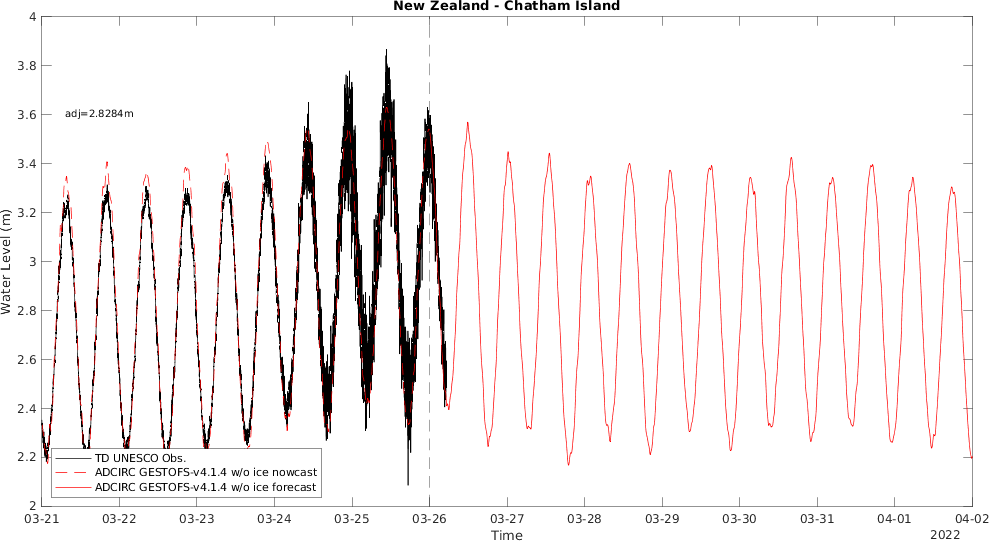 New Zealand - Chatham Island
4
3.8
3.6
3.4
3.2
3
2.8
2.6
2.4
2.2
2
Water Level (m)
adj=2.8284m
TD UNESCO Obs.
ADCIRC GESTOFS-v4.1.4 w/o ice nowcast
ADCIRC GESTOFS-v4.1.4 w/o ice forecast
03-21 03-22 03-23 03-24 03-25 03-26 03-27 03-28 03-29 03-30 03-31 04-01 04-02
Time
2022